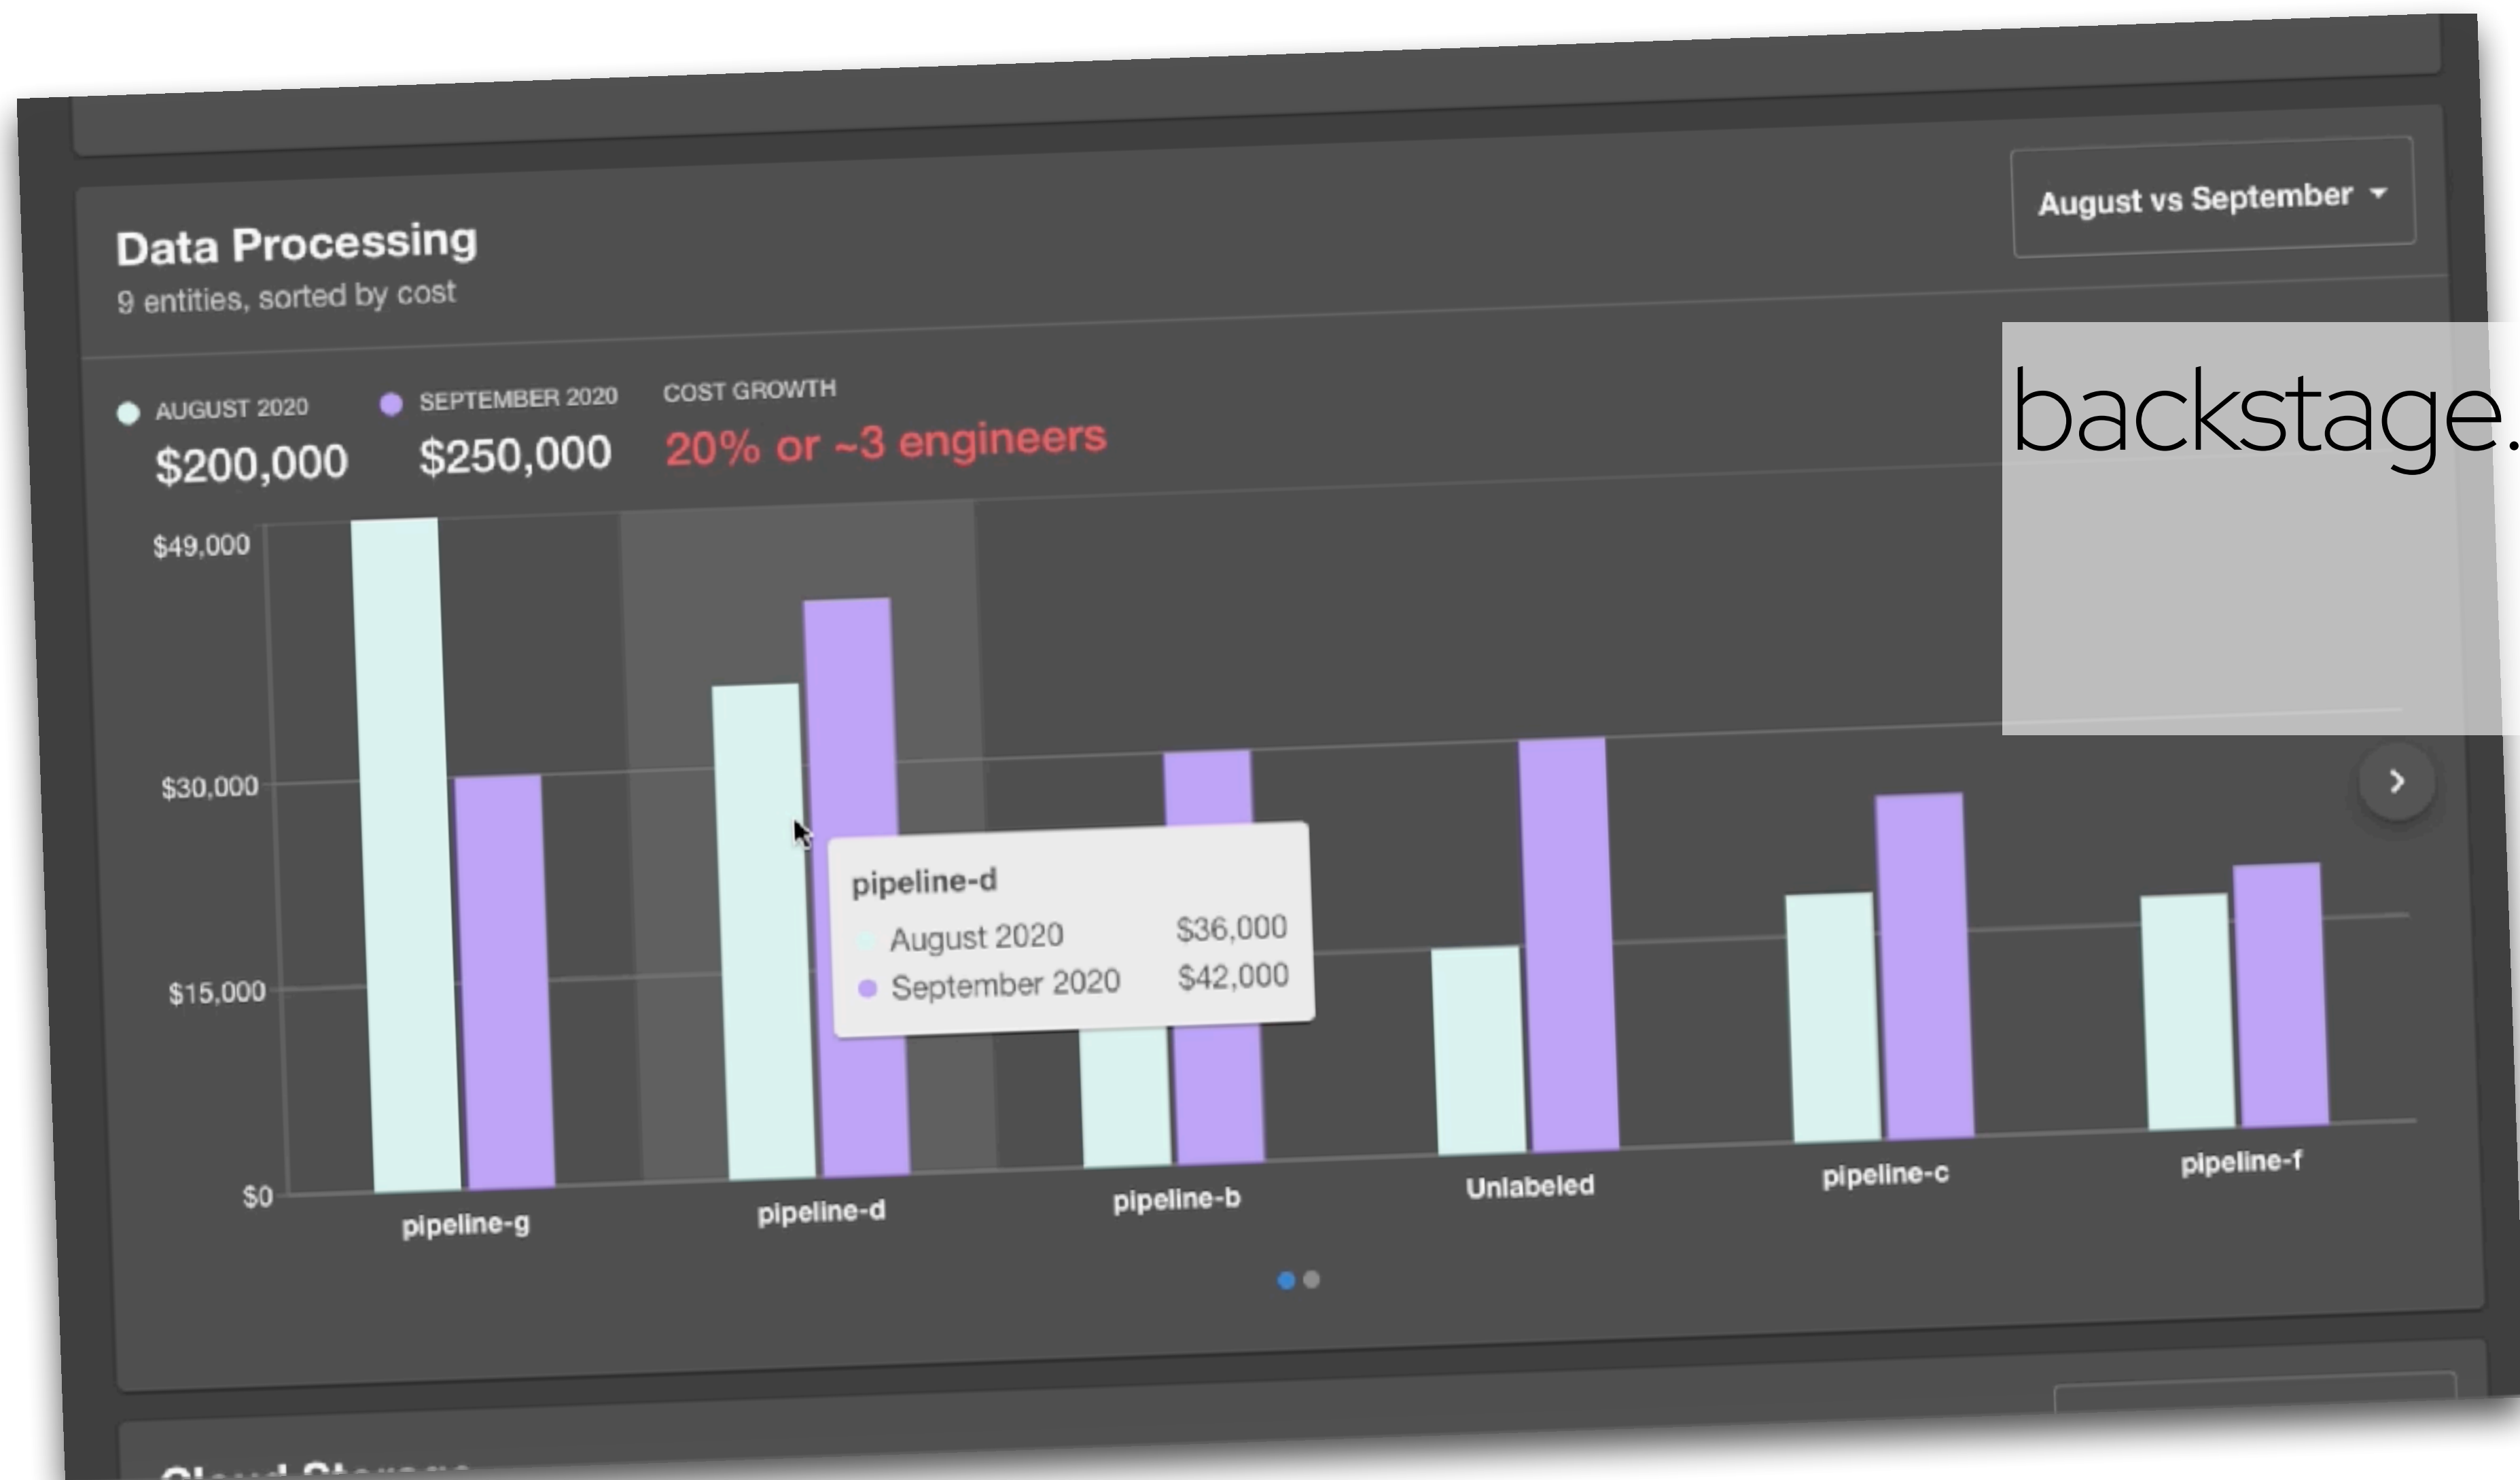 August vs September
Data Processing
9 entities, sorted by cost
backstage.
AUGUST 2020 SEPTEMBER 2020 COST GROWTH
$200,000 $250,000 20% or ~3 engineers
$49,000
$30,000
$15,000
$0
pipeline-d
August 2020 $36,000
September 2020 $42,000
pipeline-g pipeline-d pipeline-b Unlabeled pipeline-c pipeline-f
Cloud Storage